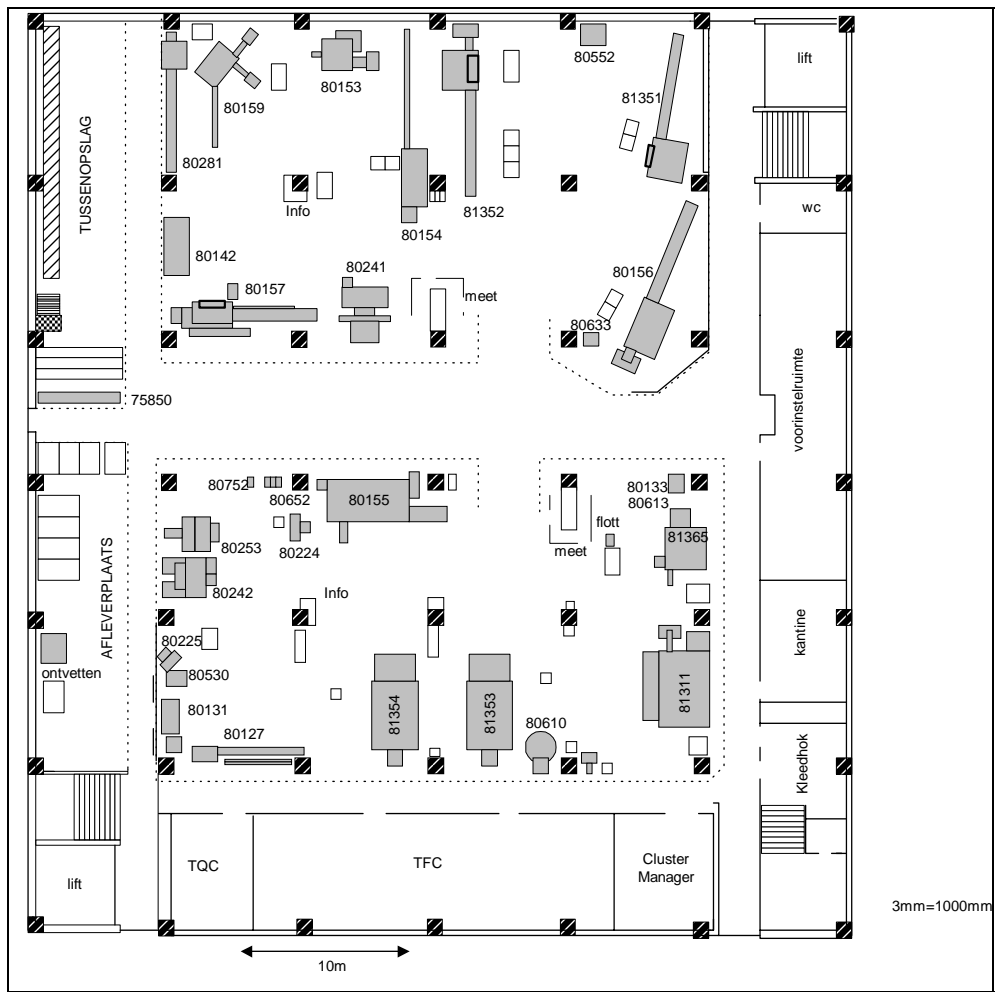 lift
80552
80153
81351
80159
TUSSENOPSLAG
80281
Info
81352
wc
80154
80142
80241
80156
80157
meet
80633
voorinstelruimte
75850
80752
80652
80155
80133
80613
flott
81365
80253
80224
meet
AFLEVERPLAATS
80242
Info
kantine
80225
ontvetten
80530
81354
81353
81311
80131
80610
80127
Kleedhok
TQC
TFC
Cluster
Manager
lift
3mm=1000mm
10m